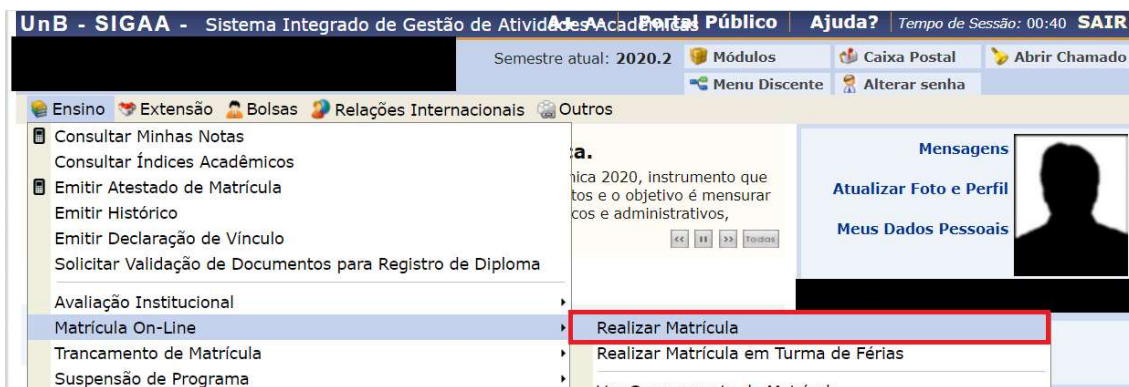 UnB - SIGAA - Sistema Integrado de Gestão de Atividades Acadêmicas A+ A- Portal Público Ajuda? Tempo de Sessão: 00:40 SAIR
Semestre atual: 2020.2 Módulos Caixa Postal Abrir Chamado
Menu Discente Alterar senha
Ensino Extensão Bolsas Relações Internacionais Outros
Consultar Minhas Notas
Consultar Índices Acadêmicos
Emitir Atestado de Matrícula
Emitir Histórico
Emitir Declaração de Vínculo
Solicitar Validação de Documentos para Registro de Diploma
Avaliação Institucional
Matrícula On-Line
Trancamento de Matrícula
Suspensão de Programa
Realizar Matrícula
Realizar Matrícula em Turma de Férias
a.
nica 2020, instrumento que
tos e o objetivo é mensurar
cos e administrativos,
Todas
Mensagens
Atualizar Foto e Perfil
Meus Dados Pessoais